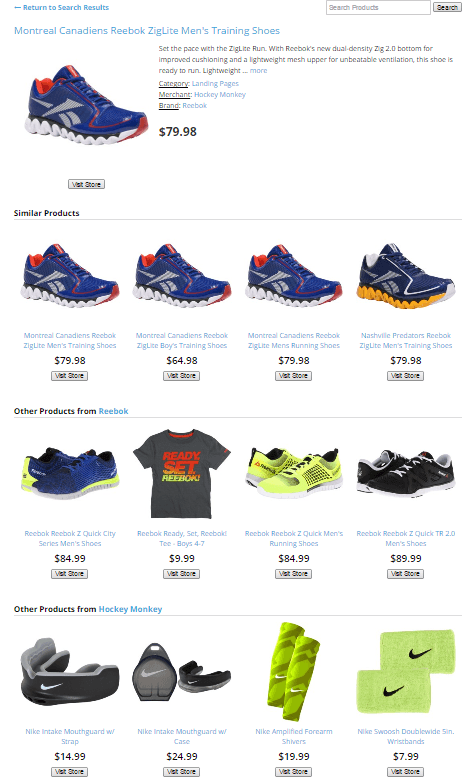 ← Return to Search Results
Search Products
Search
Montreal Canadiens Reebok ZigLite Men's Training Shoes
Set the pace with the ZigLite Run. With Reebok's new dual-density Zig 2.0 bottom for
improved cushioning and a lightweight mesh upper for unbeatable ventilation, this shoe is
ready to run. Lightweight ... more
Category: Landing Pages
Merchant: Hockey Monkey
Brand: Reebok
$79.98
Visit Store
Similar Products
Montreal Canadiens Reebok ZigLite Men's Training Shoes
$79.98
Visit Store
Montreal Canadiens Reebok ZigLite Boy's Training Shoes
$64.98
Visit Store
Montreal Canadiens Reebok ZigLite Mens Running Shoes
$79.98
Visit Store
Nashville Predators Reebok ZigLite Men's Training Shoes
$79.98
Visit Store
Other Products from Reebok
READY,
SET,
REEBOK!
Reebok Reebok Z Quick City Series Men's Shoes
$84.99
Visit Store
Reebok Ready, Set, Reebok! Tee - Boys 4-7
$9.99
Visit Store
Reebok Reebok Z Quick Men's Running Shoes
$84.99
Visit Store
Reebok Reebok Z Quick TR 2.0 Men's Shoes
$89.99
Visit Store
Other Products from Hockey Monkey
Nike Intake Mouthguard w/ Strap
$14.99
Visit Store
Nike Intake Mouthguard w/ Case
$24.99
Visit Store
Nike Amplified Forearm Shivers
$19.99
Visit Store
Nike Swoosh Doublewide Sin. Wristbands
$7.99
Visit Store